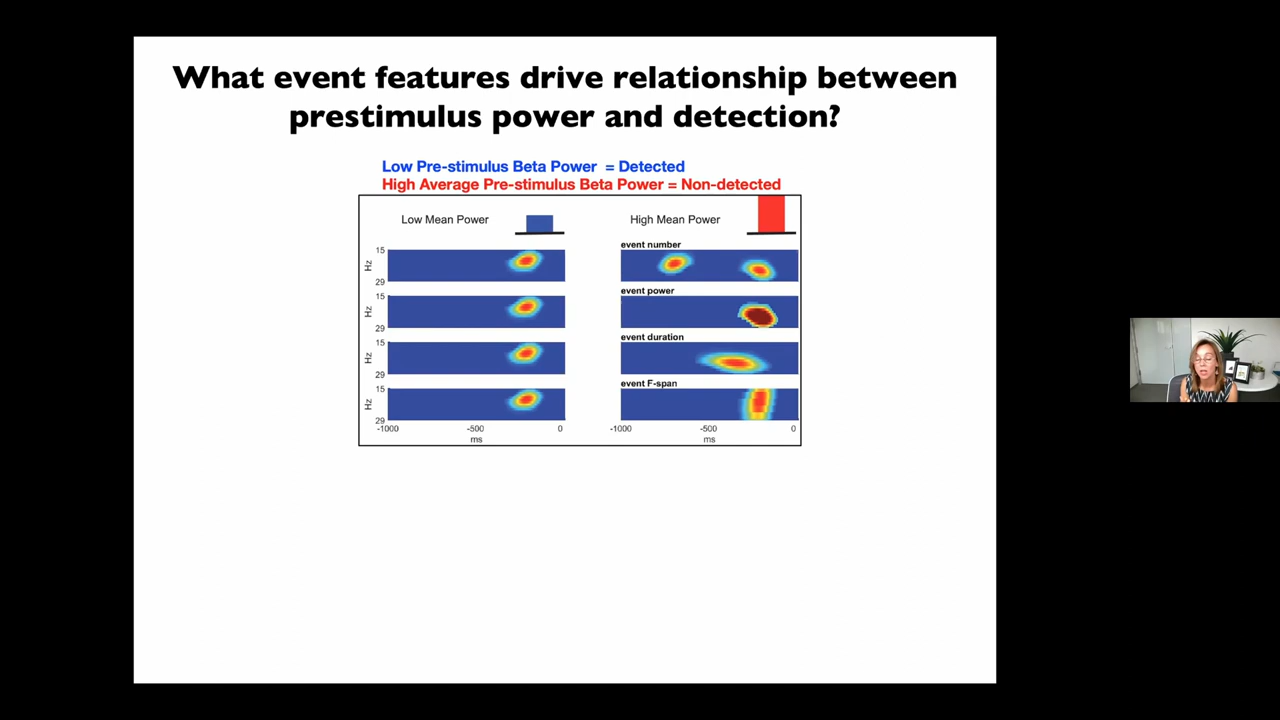 What event features drive relationship between
prestimulus power and detection?
Low Pre-stimulus Beta Power = Detected
High Average Pre-stimulus Beta Power = Non-detected
Low Mean Power
High Mean Power
event number
15
Hz
29
event power
15
Hz
29
event duration
15
Hz
29
event F-span
15
Hz
29
-1000 -500 0
ms
-1000 -500 0
ms